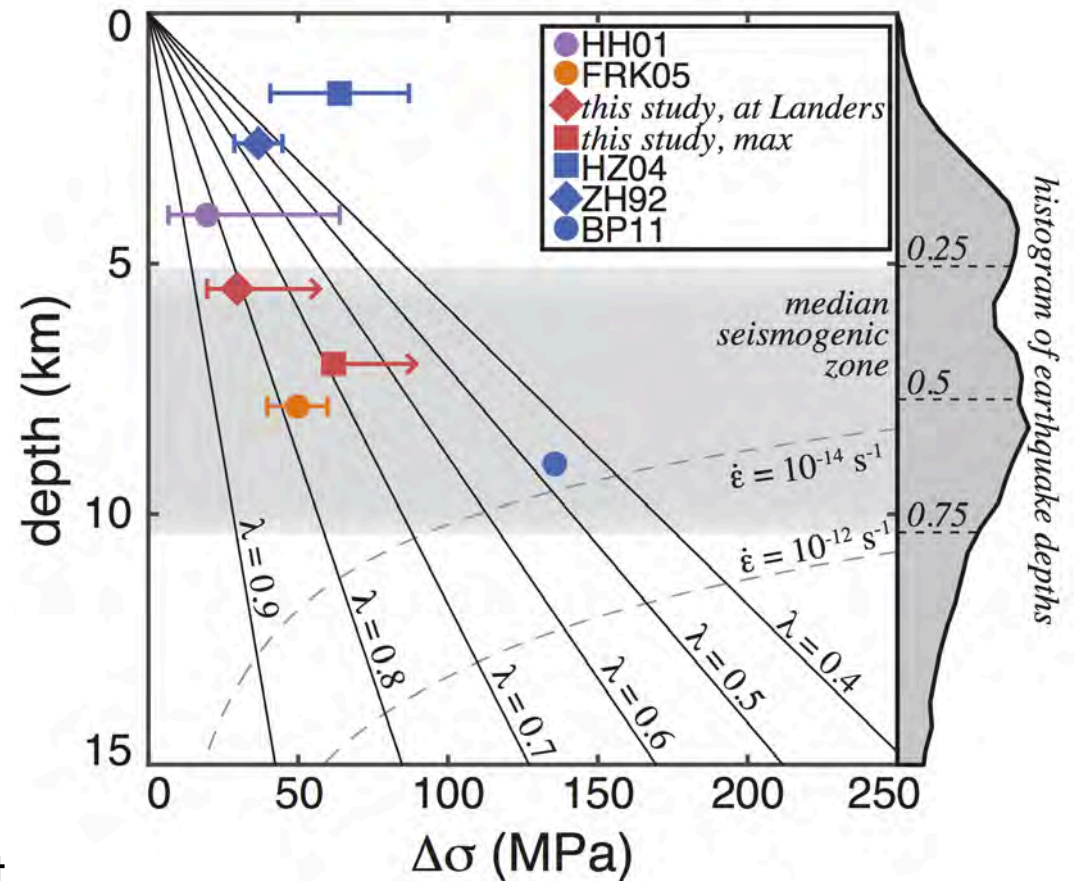 HH01
FRK05
this study, at Landers
this study, max
HZ04
ZH92
BP11
0
5
10
15
depth (km)
0.25
median
seismogenic
zone
0.5
ε̇ = 10⁻¹⁴ s⁻¹
0.75
ε̇ = 10⁻¹² s⁻¹
histogram of earthquake depths
λ = 0.9
λ = 0.8
λ = 0.7
λ = 0.6
λ = 0.5
λ = 0.4
0 50 100 150 200 250
Δσ (MPa)